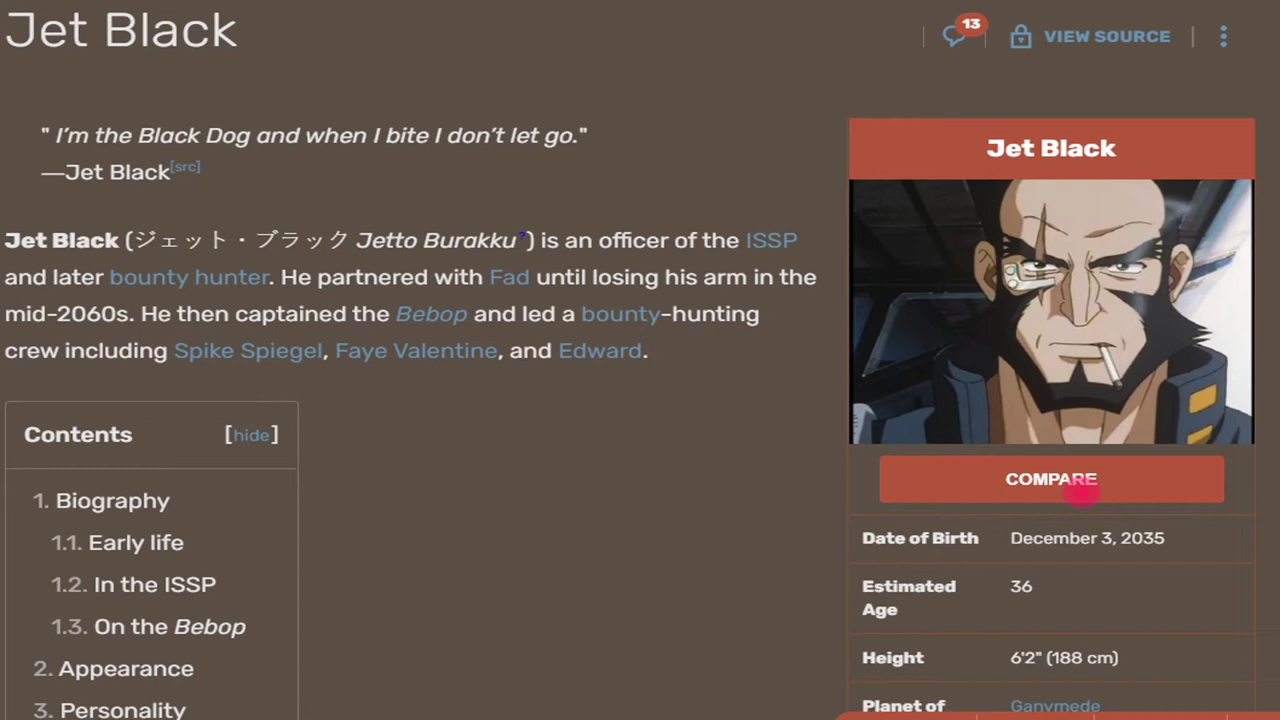 Jet Black
13
VIEW SOURCE
" I'm the Black Dog and when I bite I don't let go."
—Jet Black[src]
Jet Black (ジェット・ブラック Jetto Burakku?) is an officer of the ISSP
and later bounty hunter. He partnered with Fad until losing his arm in the
mid-2060s. He then captained the Bebop and led a bounty-hunting
crew including Spike Spiegel, Faye Valentine, and Edward.
Contents [hide]
1. Biography
1.1. Early life
1.2. In the ISSP
1.3. On the Bebop
2. Appearance
3. Personality
Jet Black
COMPARE
Date of Birth December 3, 2035
Estimated 36
Age
Height 6'2" (188 cm)
Planet of Ganymede